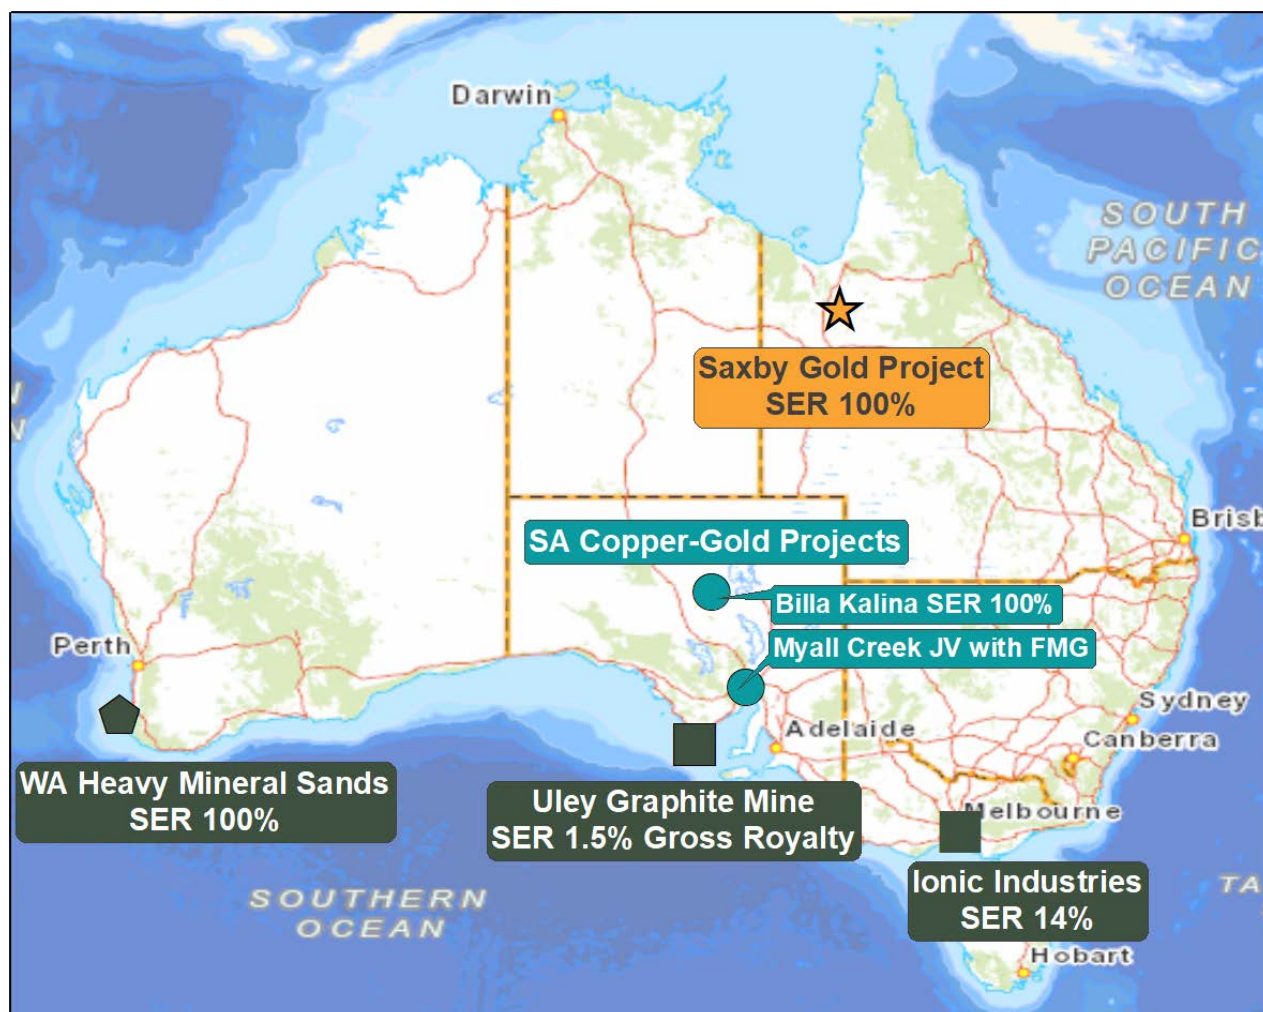 Darwin
SOUTH
PACIFIC
OCEAN
Saxby Gold Project
SER 100%
SA Copper-Gold Projects
Brisb
Billa Kalina SER 100%
Myall Creek JV with FMG
Perth
Sydney
Adelaide
Canberra
WA Heavy Mineral Sands
SER 100%
Uley Graphite Mine
SER 1.5% Gross Royalty
Melbourne
Ionic Industries
SER 14%
SOUTHERN
OCEAN
TA
Hobart